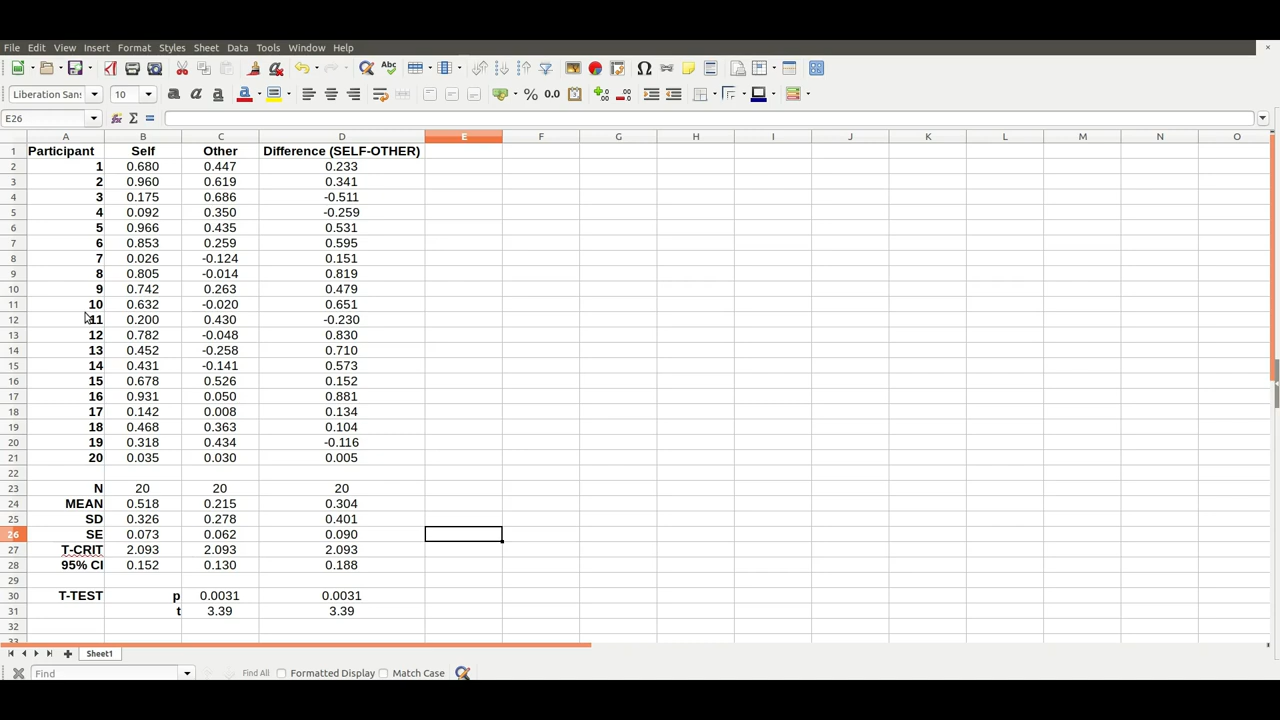 File Edit View Insert Format Styles Sheet Data Tools Window Help
Liberation Sans 10
E26
A B C D E F G H I J K L M N O
1 Participant Self Other Difference (SELF-OTHER)
2 1 0.680 0.447 0.233
3 2 0.960 0.619 0.341
4 3 0.175 0.686 -0.511
5 4 0.092 0.350 -0.259
6 5 0.966 0.435 0.531
7 6 0.853 0.259 0.595
8 7 0.026 -0.124 0.151
9 8 0.805 -0.014 0.819
10 9 0.742 0.263 0.479
11 10 0.632 -0.020 0.651
12 11 0.200 0.430 -0.230
13 12 0.782 -0.048 0.830
14 13 0.452 -0.258 0.710
15 14 0.431 -0.141 0.573
16 15 0.678 0.526 0.152
17 16 0.931 0.050 0.881
18 17 0.142 0.008 0.134
19 18 0.468 0.363 0.104
20 19 0.318 0.434 -0.116
21 20 0.035 0.030 0.005
22
23 N 20 20 20
24 MEAN 0.518 0.215 0.304
25 SD 0.326 0.278 0.401
26 SE 0.073 0.062 0.090
27 T-CRIT 2.093 2.093 2.093
28 95% CI 0.152 0.130 0.188
29
30 T-TEST p 0.0031 0.0031
31 t 3.39 3.39
32
33
Sheet1
Find Find All Formatted Display Match Case